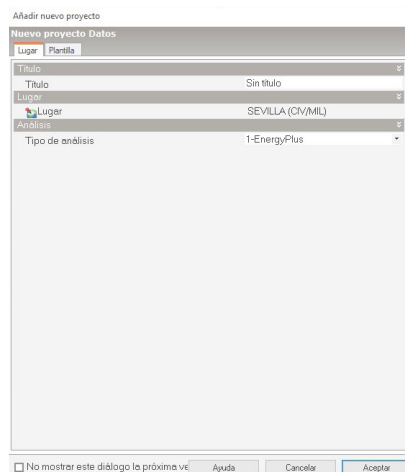 Añadir nuevo proyecto
Nuevo proyecto Datos
Lugar Plantilla
Título
Título Sin título
Lugar
Lugar SEVILLA (CIV/MIL)
Análisis
Tipo de análisis 1-EnergyPlus
No mostrar este diálogo la próxima ve Ayuda Cancelar Aceptar